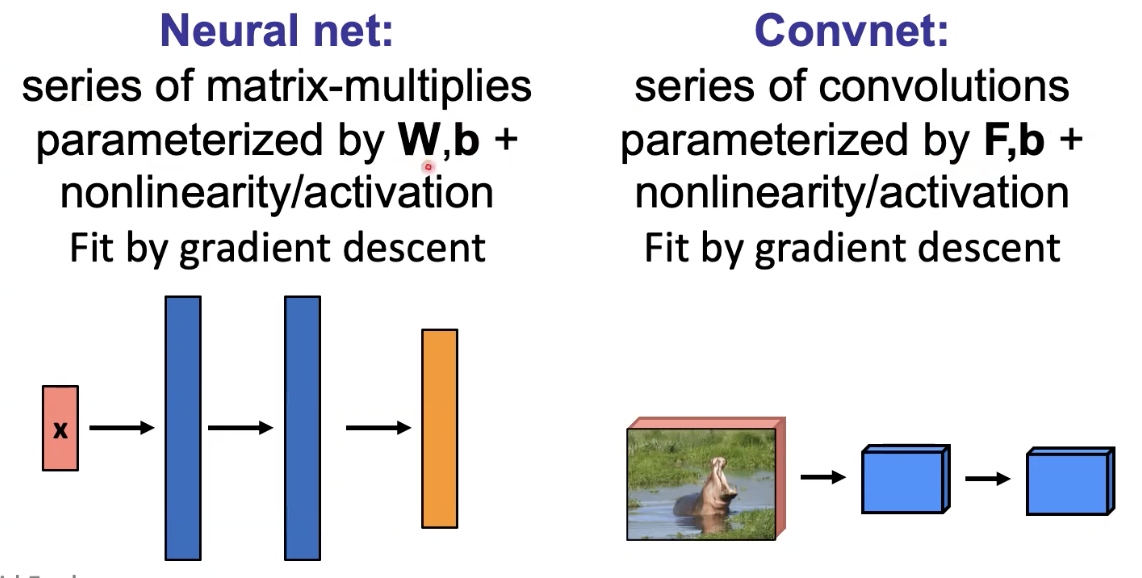 Neural net:
series of matrix-multiplies
parameterized by W,b +
nonlinearity/activation
Fit by gradient descent
x
Convnet:
series of convolutions
parameterized by F,b +
nonlinearity/activation
Fit by gradient descent